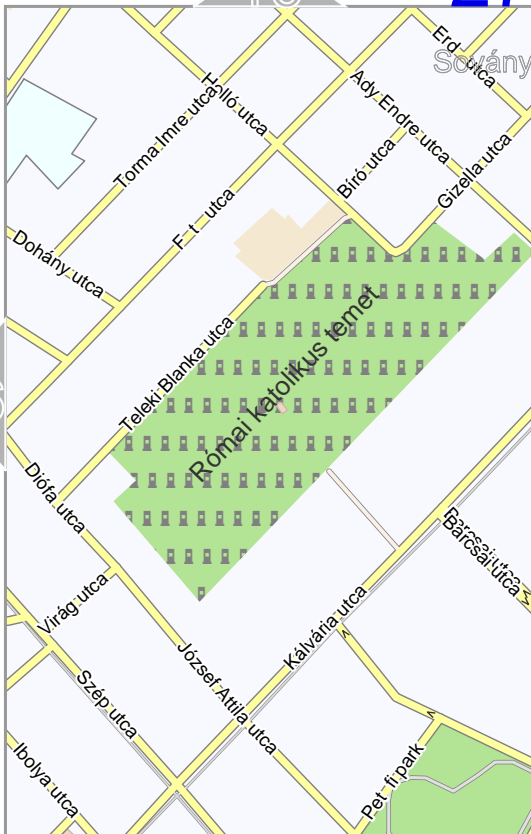 Erd utca
Sovány
Holló utca
Ady Endre utca
Torma Imre utca
Bíró utca
Gizella utca
F t utca
Dohány utca
Római katolikus temet
Teleki Blanka utca
Diófa utca
Barcsai utca
Barcsai utca
Virág utca
Kálvária utca
József Attila utca
Szép utca
Ibolya utca
Pet fi park